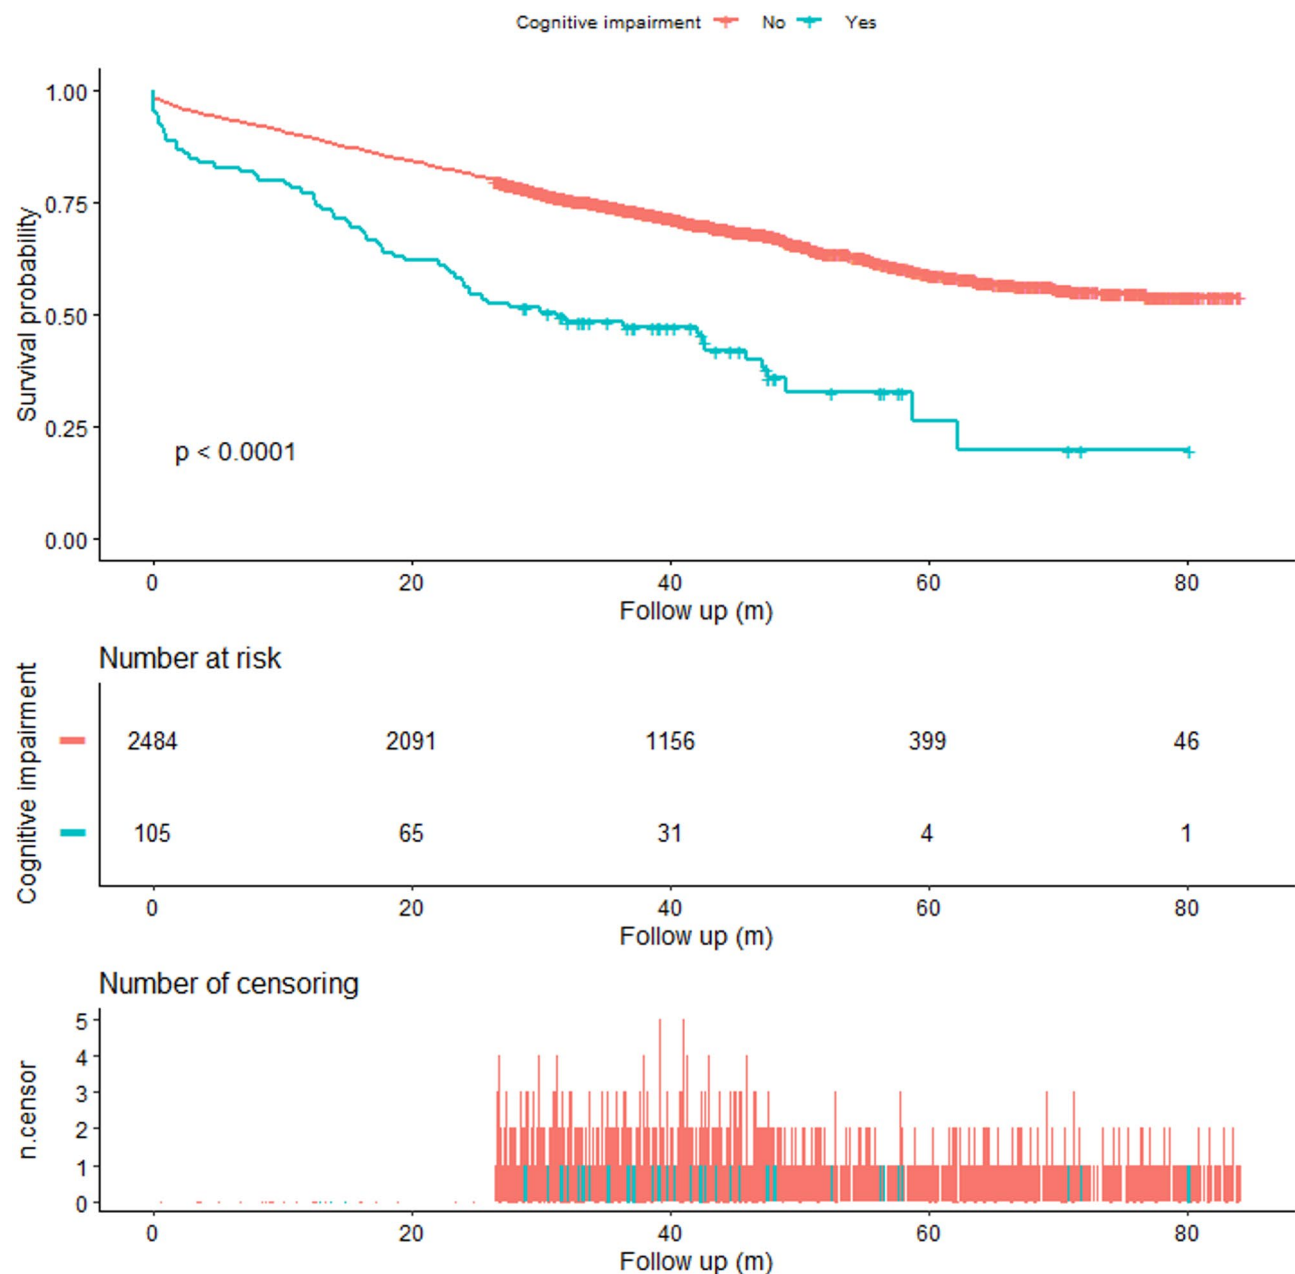 Cognitive impairment No Yes
Survival probability
1.00
0.75
0.50
0.25
0.00
p < 0.0001
0 20 40 60 80
Follow up (m)
Number at risk
Cognitive impairment
2484 2091 1156 399 46
105 65 31 4 1
0 20 40 60 80
Follow up (m)
Number of censoring
n.censor
5
4
3
2
1
0
0 20 40 60 80
Follow up (m)